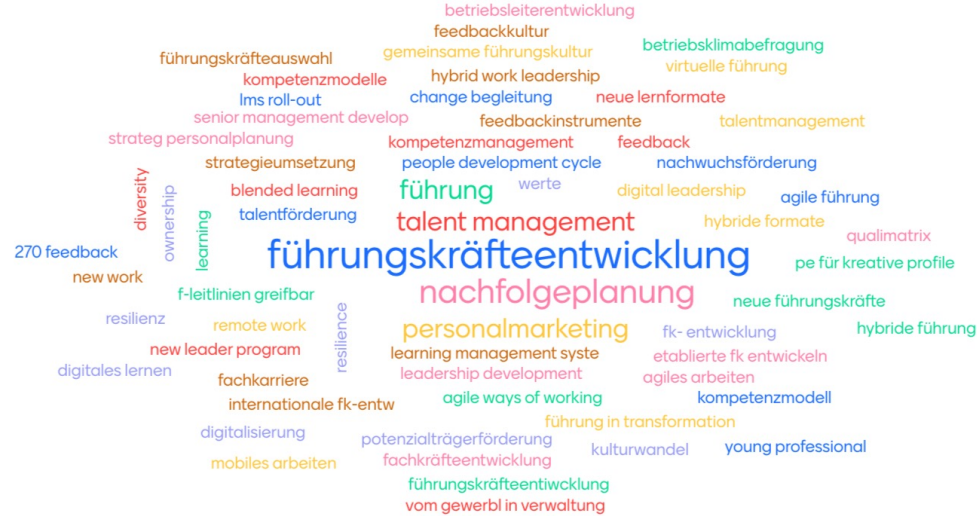 betriebsleiterentwicklung
feedbackkultur
betriebsklimabefragung
gemeinsame führungskultur
führungskräfteauswahl
virtuelle führung
hybrid work leadership
kompetenzmodelle
lms roll-out
change begleitung
neue lernformate
senior management develop
feedbackinstrumente
talentmanagement
strateg personalplanung
kompetenzmanagement
feedback
strategieumsetzung
people development cycle
nachwuchsförderung
diversity
ownership
learning
blended learning
führung
werte
digital leadership
agile führung
talentförderung
talent management
hybride formate
qualimatrix
270 feedback
führungskräfteentwicklung
pe für kreative profile
new work
f-leitlinien greifbar
nachfolgeplanung
neue führungskräfte
resilienz
remote work
resilience
personalmarketing
fk- entwicklung
hybride führung
new leader program
learning management syste
etablierte fk entwickeln
digitales lernen
fachkarriere
leadership development
agiles arbeiten
internationale fk-entw
agile ways of working
kompetenzmodell
führung in transformation
digitalisierung
potenzialträgerförderung
kulturwandel
young professional
mobiles arbeiten
fachkräfteentwicklung
führungskräfteentiwcklung
vom gewerbl in verwaltung